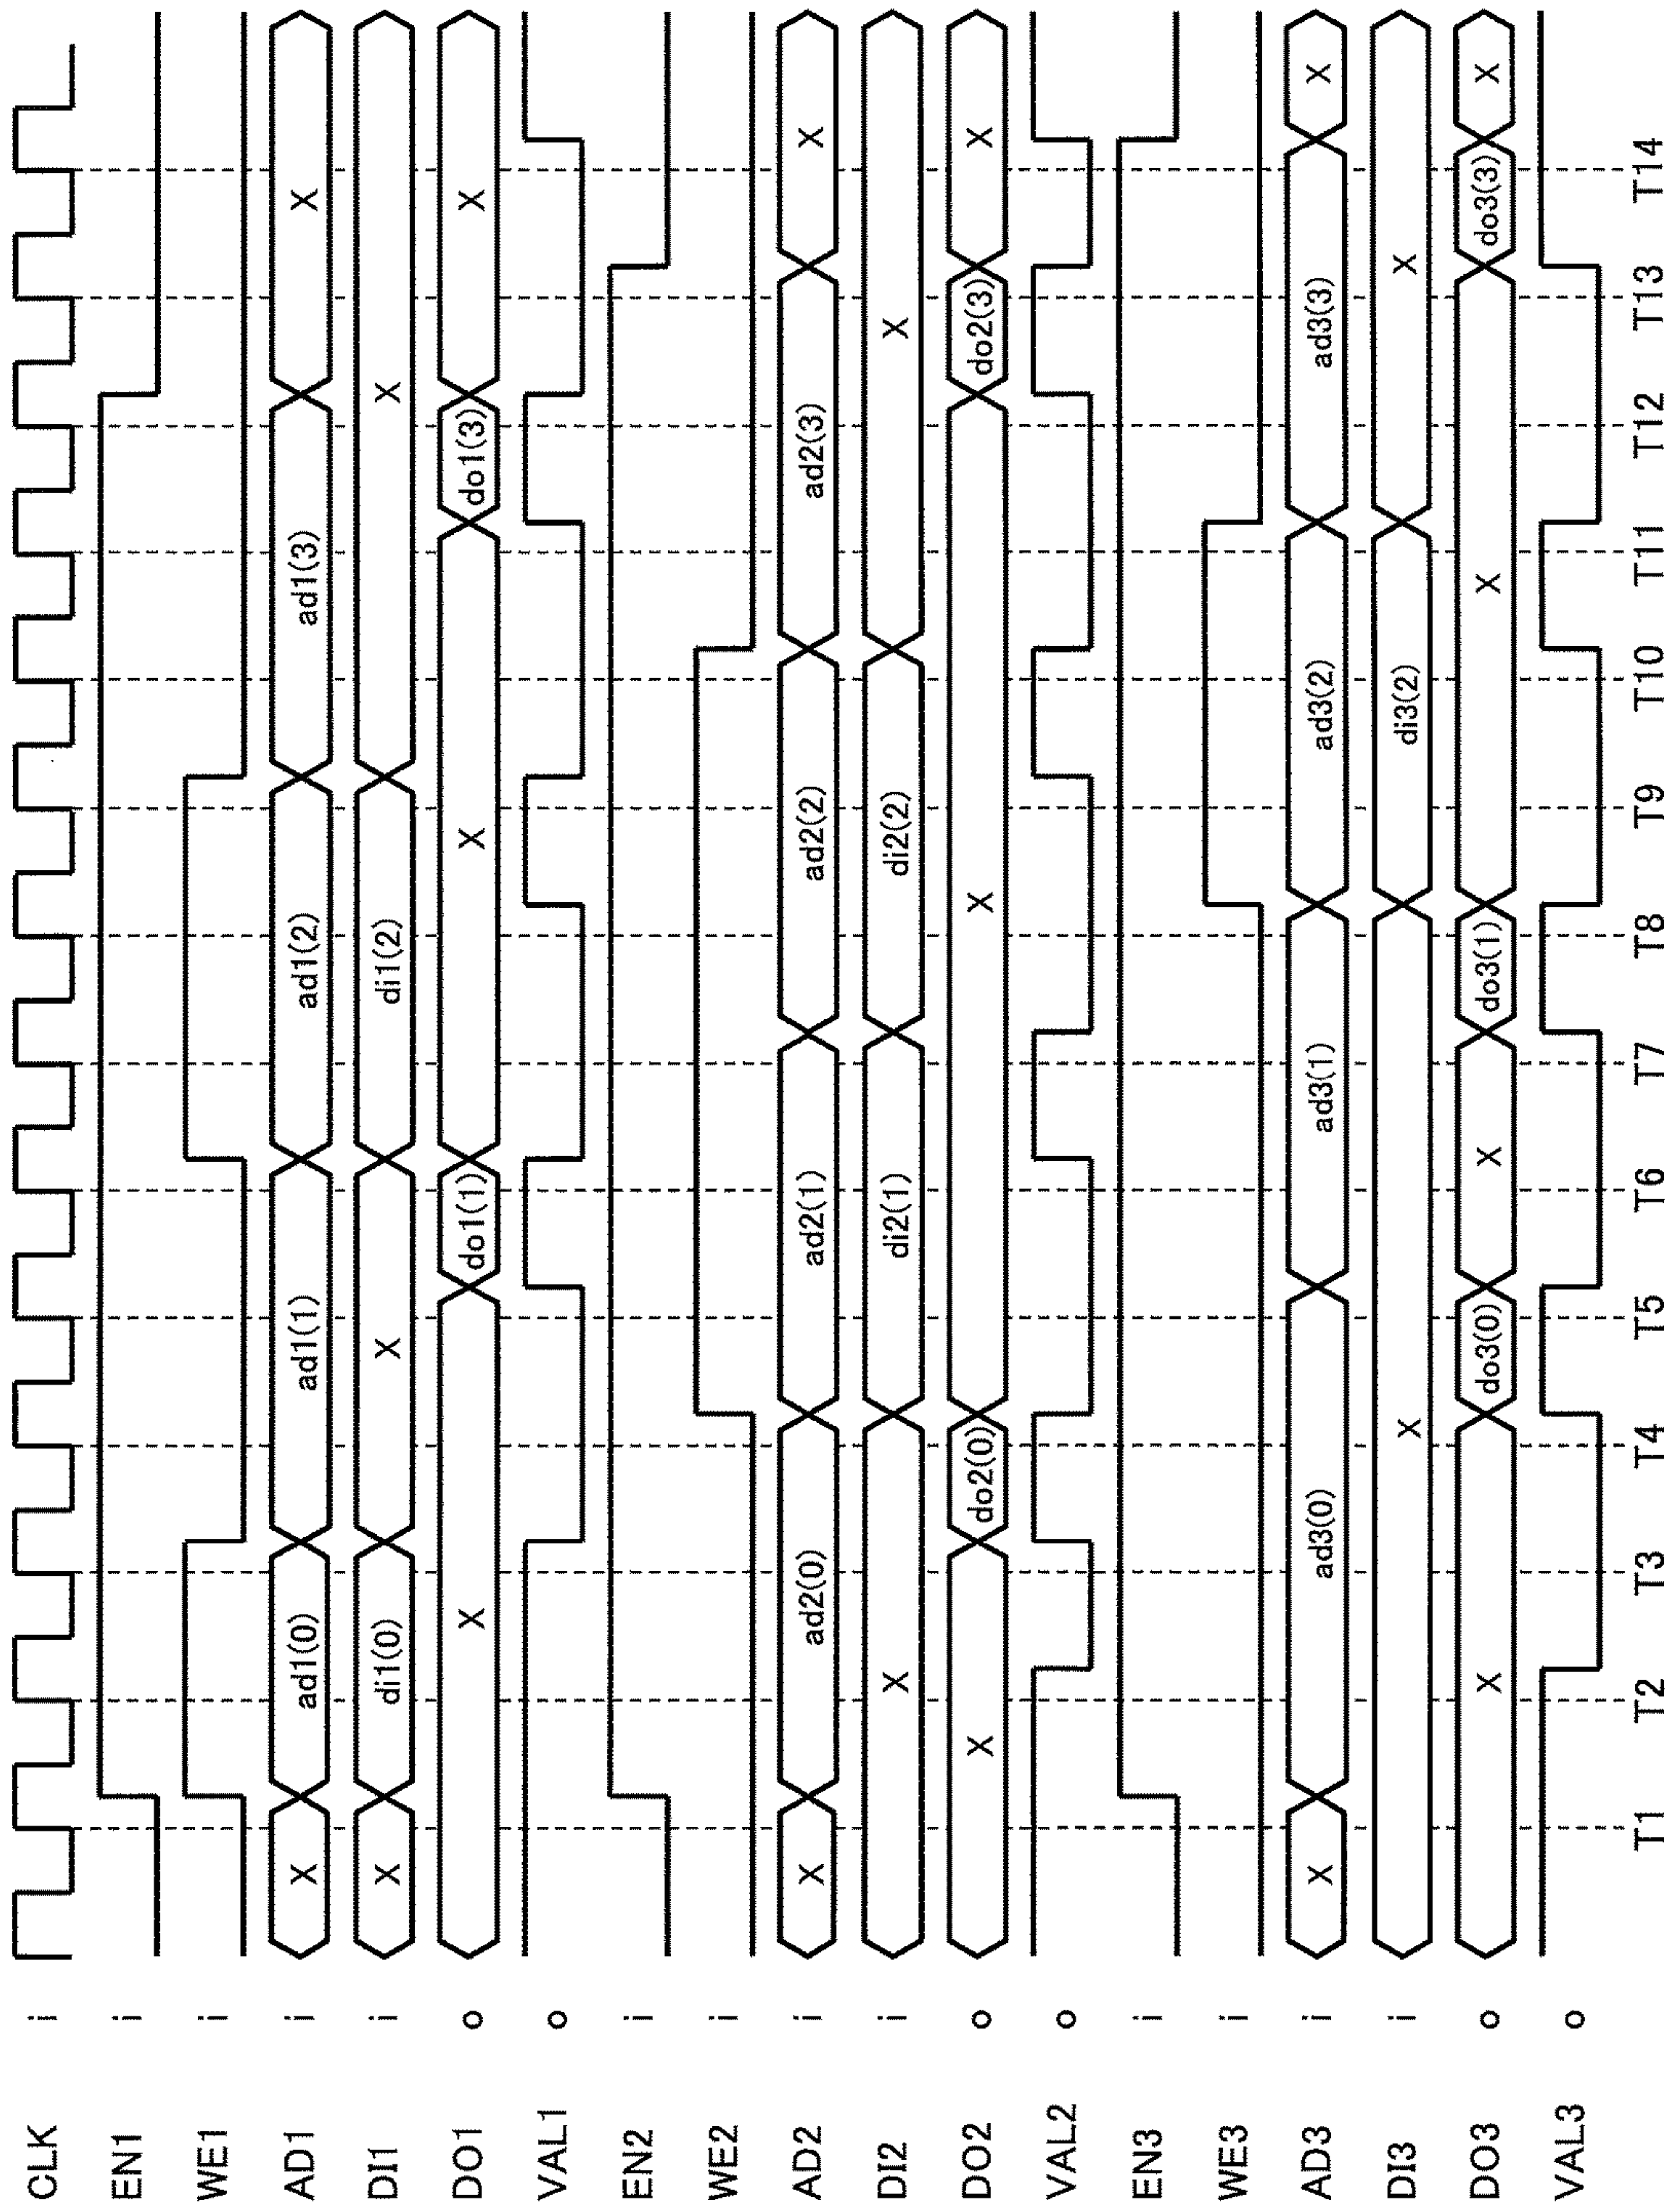 CLK i
EN1 i
WE1 i
AD1 i X ad1(0) ad1(1) ad1(2) ad1(3) X
DI1 i X di1(0) X di1(2) X
DO1 o X do1(1) X do1(3) X
VAL1 o
EN2 i
WE2 i
AD2 i X ad2(0) ad2(1) ad2(2) ad2(3) X
DI2 i X di2(1) di2(2) X
DO2 o X do2(0) X do2(3) X
VAL2 o
EN3 i
WE3 i
AD3 i X ad3(0) ad3(1) ad3(2) ad3(3) X
DI3 i X di3(2) X
DO3 o X do3(0) X do3(1) X do3(3) X
VAL3 o
T1 T2 T3 T4 T5 T6 T7 T8 T9 T10 T11 T12 T13 T14